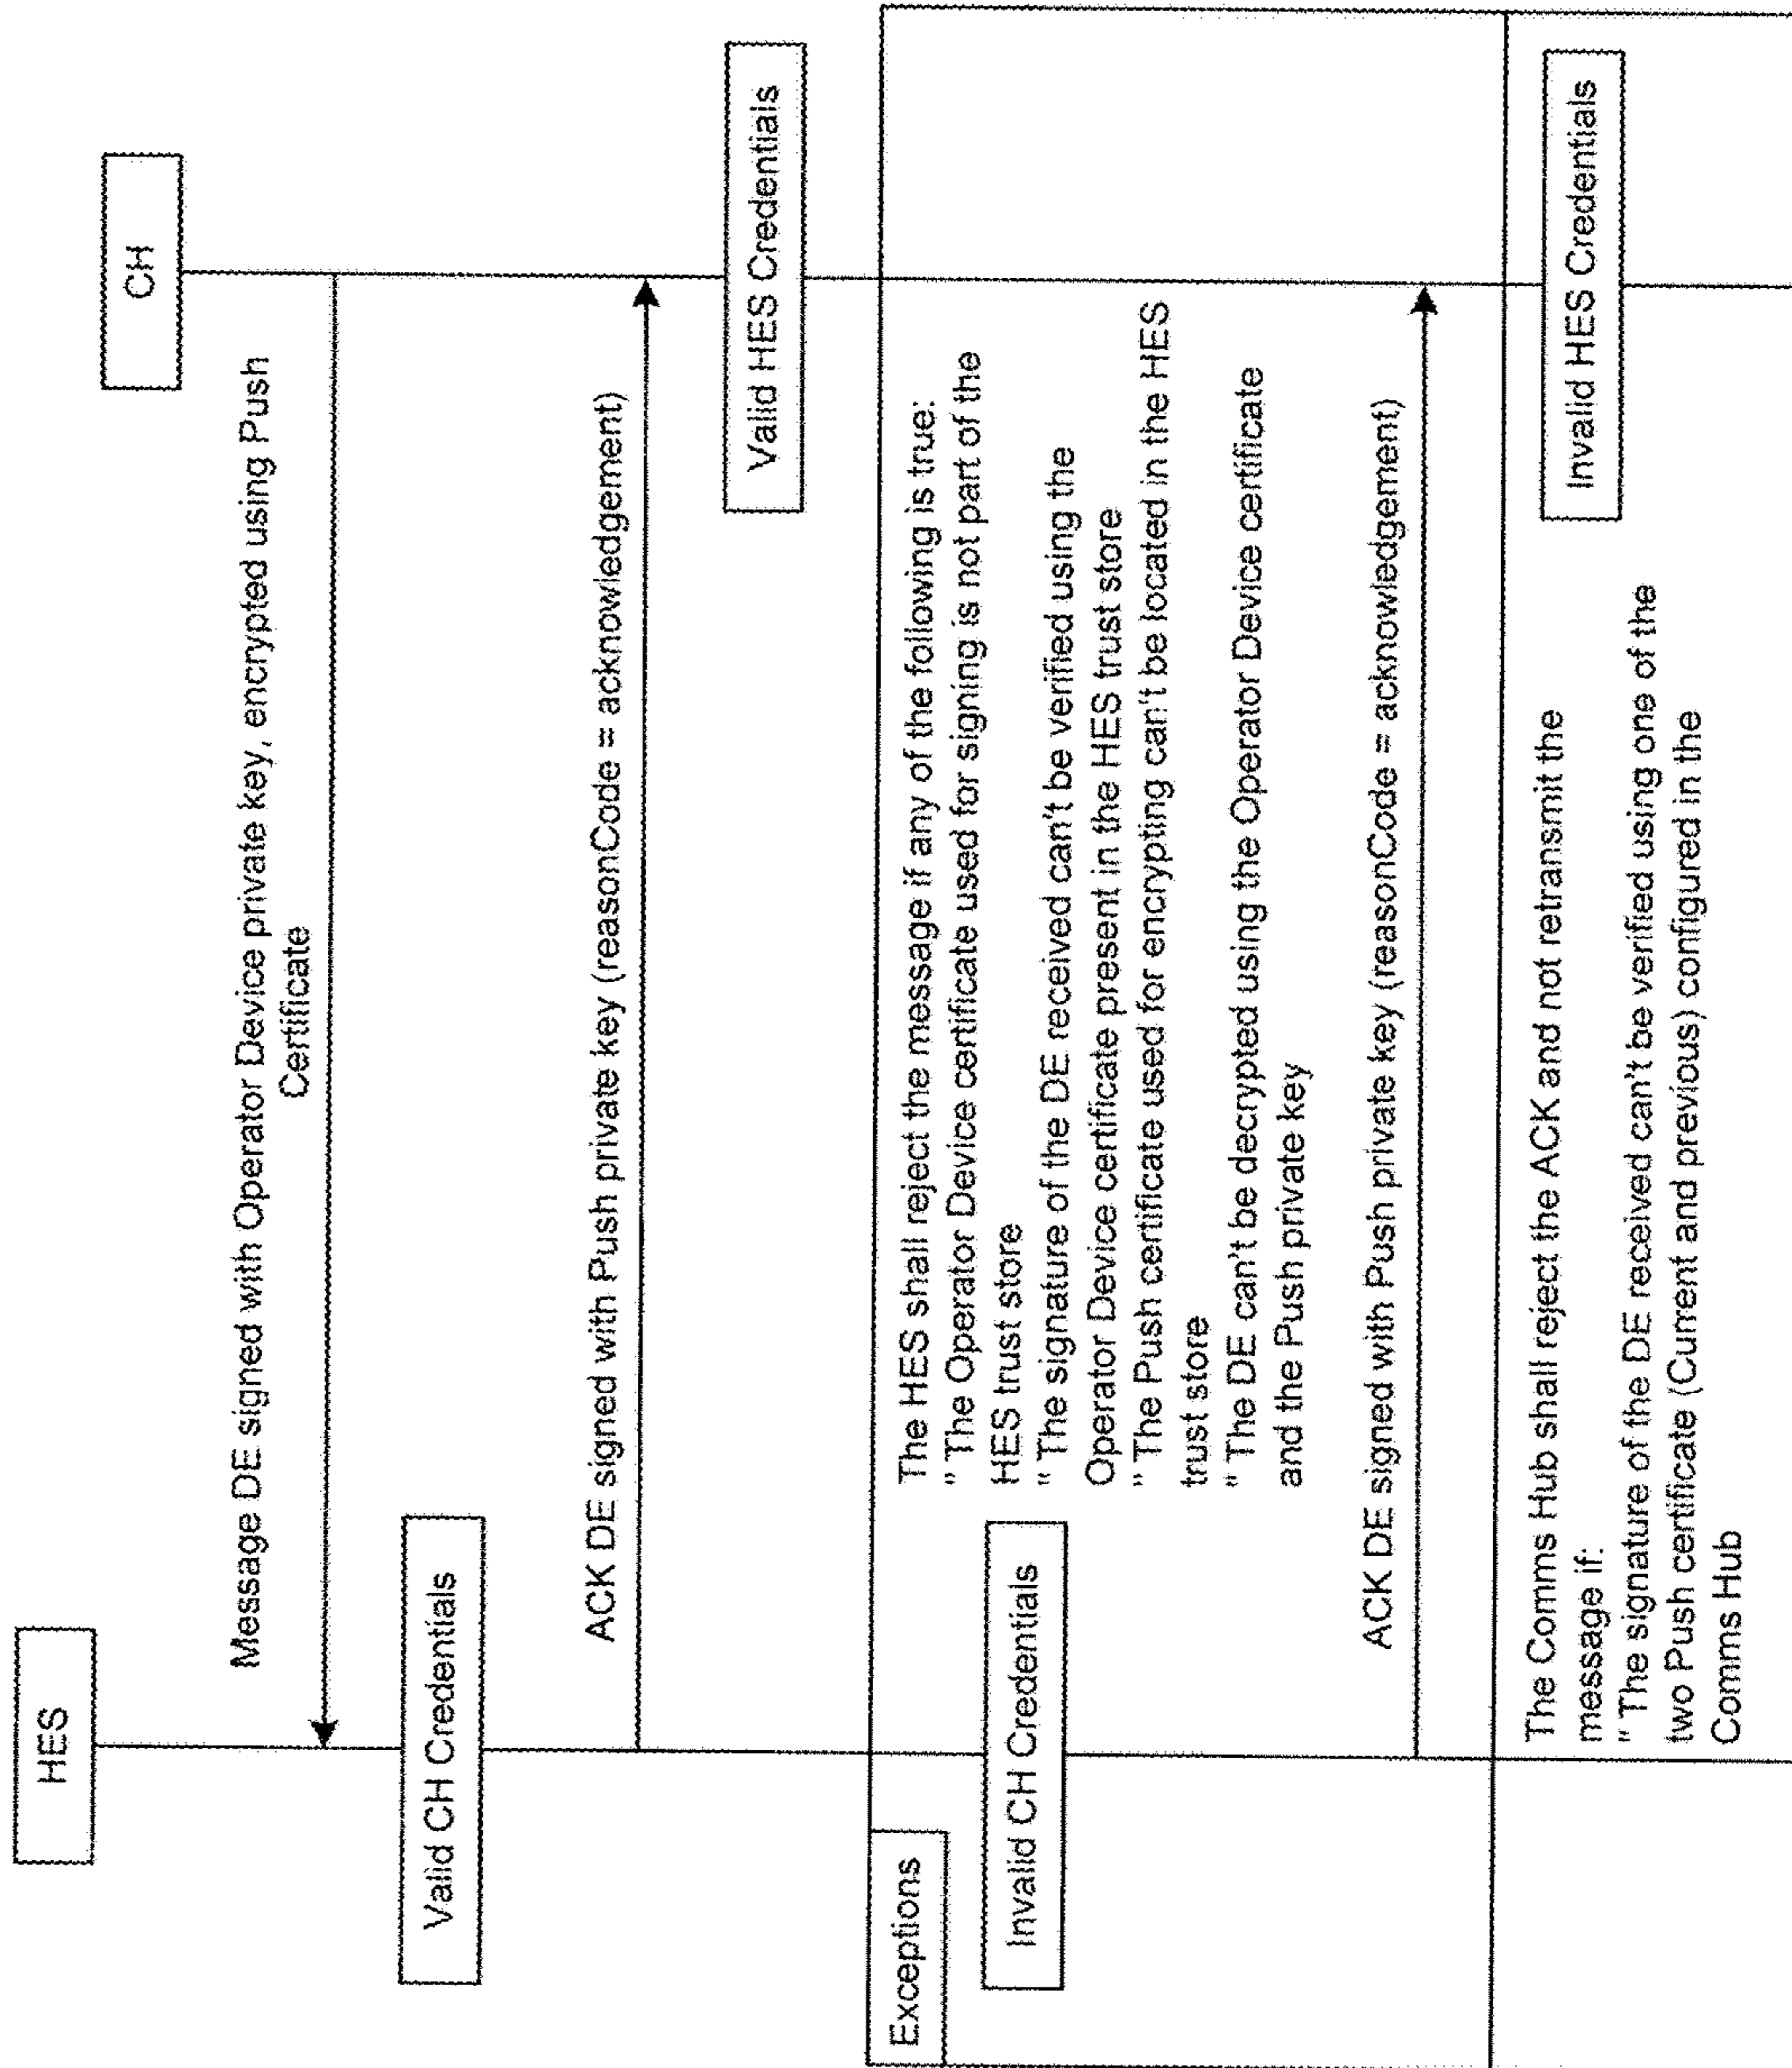 HES
CH
Message DE signed with Operator Device private key, encrypted using Push
Certificate
Valid CH Credentials
ACK DE signed with Push private key (reasonCode = acknowledgement)
Valid HES Credentials
Exceptions
The HES shall reject the message if any of the following is true:
" The Operator Device certificate used for signing is not part of the
HES trust store
" The signature of the DE received can't be verified using the
Operator Device certificate present in the HES trust store
" The Push certificate used for encrypting can't be located in the HES
trust store
" The DE can't be decrypted using the Operator Device certificate
and the Push private key
Invalid CH Credentials
ACK DE signed with Push private key (reasonCode = acknowledgement)
Invalid HES Credentials
The Comms Hub shall reject the ACK and not retransmit the
message if:
" The signature of the DE received can't be verified using one of the
two Push certificate (Current and previous) configured in the
Comms Hub